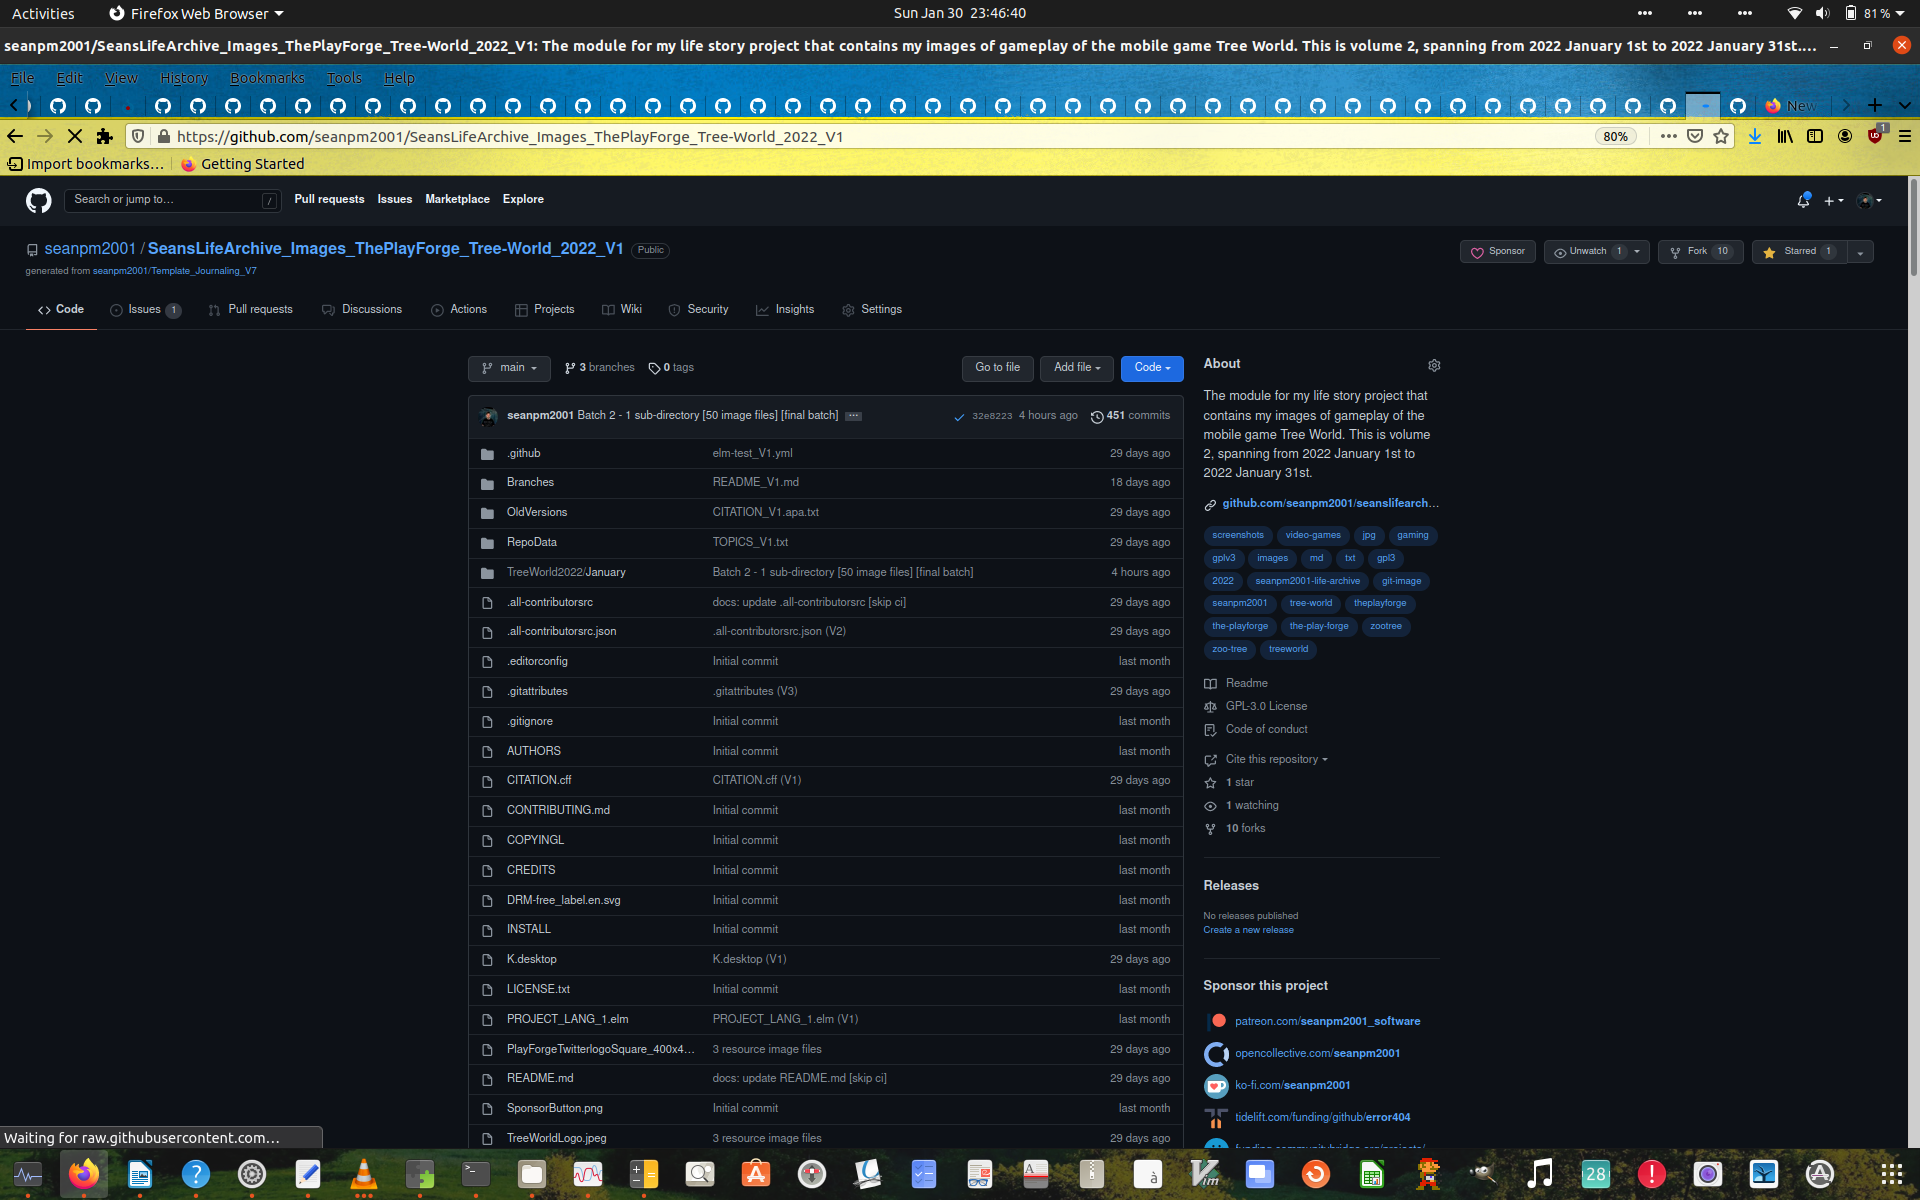 Activities Firefox Web Browser Sun Jan 30 23:46:40 81 %
seanpm2001/SeansLifeArchive_Images_ThePlayForge_Tree-World_2022_V1: The module for my life story project that contains my images of gameplay of the mobile game Tree World. This is volume 2, spanning from 2022 January 1st to 2022 January 31st.…
File Edit View History Bookmarks Tools Help
New
https://github.com/seanpm2001/SeansLifeArchive_Images_ThePlayForge_Tree-World_2022_V1 80% 1
Import bookmarks… Getting Started
Search or jump to… / Pull requests Issues Marketplace Explore
seanpm2001 / SeansLifeArchive_Images_ThePlayForge_Tree-World_2022_V1 Public Sponsor Unwatch 1 Fork 10 Starred 1
generated from seanpm2001/Template_Journaling_V7
Code Issues 1 Pull requests Discussions Actions Projects Wiki Security Insights Settings
main 3 branches 0 tags Go to file Add file Code
seanpm2001 Batch 2 - 1 sub-directory [50 image files] [final batch] 32e8223 4 hours ago 451 commits
.github elm-test_V1.yml 29 days ago
Branches README_V1.md 18 days ago
OldVersions CITATION_V1.apa.txt 29 days ago
RepoData TOPICS_V1.txt 29 days ago
TreeWorld2022/January Batch 2 - 1 sub-directory [50 image files] [final batch] 4 hours ago
.all-contributorsrc docs: update .all-contributorsrc [skip ci] 29 days ago
.all-contributorsrc.json .all-contributorsrc.json (V2) 29 days ago
.editorconfig Initial commit last month
.gitattributes .gitattributes (V3) 29 days ago
.gitignore Initial commit last month
AUTHORS Initial commit last month
CITATION.cff CITATION.cff (V1) 29 days ago
CONTRIBUTING.md Initial commit last month
COPYINGL Initial commit last month
CREDITS Initial commit last month
DRM-free_label.en.svg Initial commit last month
INSTALL Initial commit last month
K.desktop K.desktop (V1) 29 days ago
LICENSE.txt Initial commit last month
PROJECT_LANG_1.elm PROJECT_LANG_1.elm (V1) last month
PlayForgeTwitterlogoSquare_400x4… 3 resource image files 29 days ago
README.md docs: update README.md [skip ci] 29 days ago
SponsorButton.png Initial commit last month
TreeWorldLogo.jpeg 3 resource image files 29 days ago
About
The module for my life story project that
contains my images of gameplay of the
mobile game Tree World. This is volume
2, spanning from 2022 January 1st to
2022 January 31st.
github.com/seanpm2001/seanslifearch…
screenshots video-games jpg gaming
gplv3 images md txt gpl3
2022 seanpm2001-life-archive git-image
seanpm2001 tree-world theplayforge
the-playforge the-play-forge zootree
zoo-tree treeworld
Readme
GPL-3.0 License
Code of conduct
Cite this repository
1 star
1 watching
10 forks
Releases
No releases published
Create a new release
Sponsor this project
patreon.com/seanpm2001_software
opencollective.com/seanpm2001
ko-fi.com/seanpm2001
tidelift.com/funding/github/error404
Waiting for raw.githubusercontent.com…
28